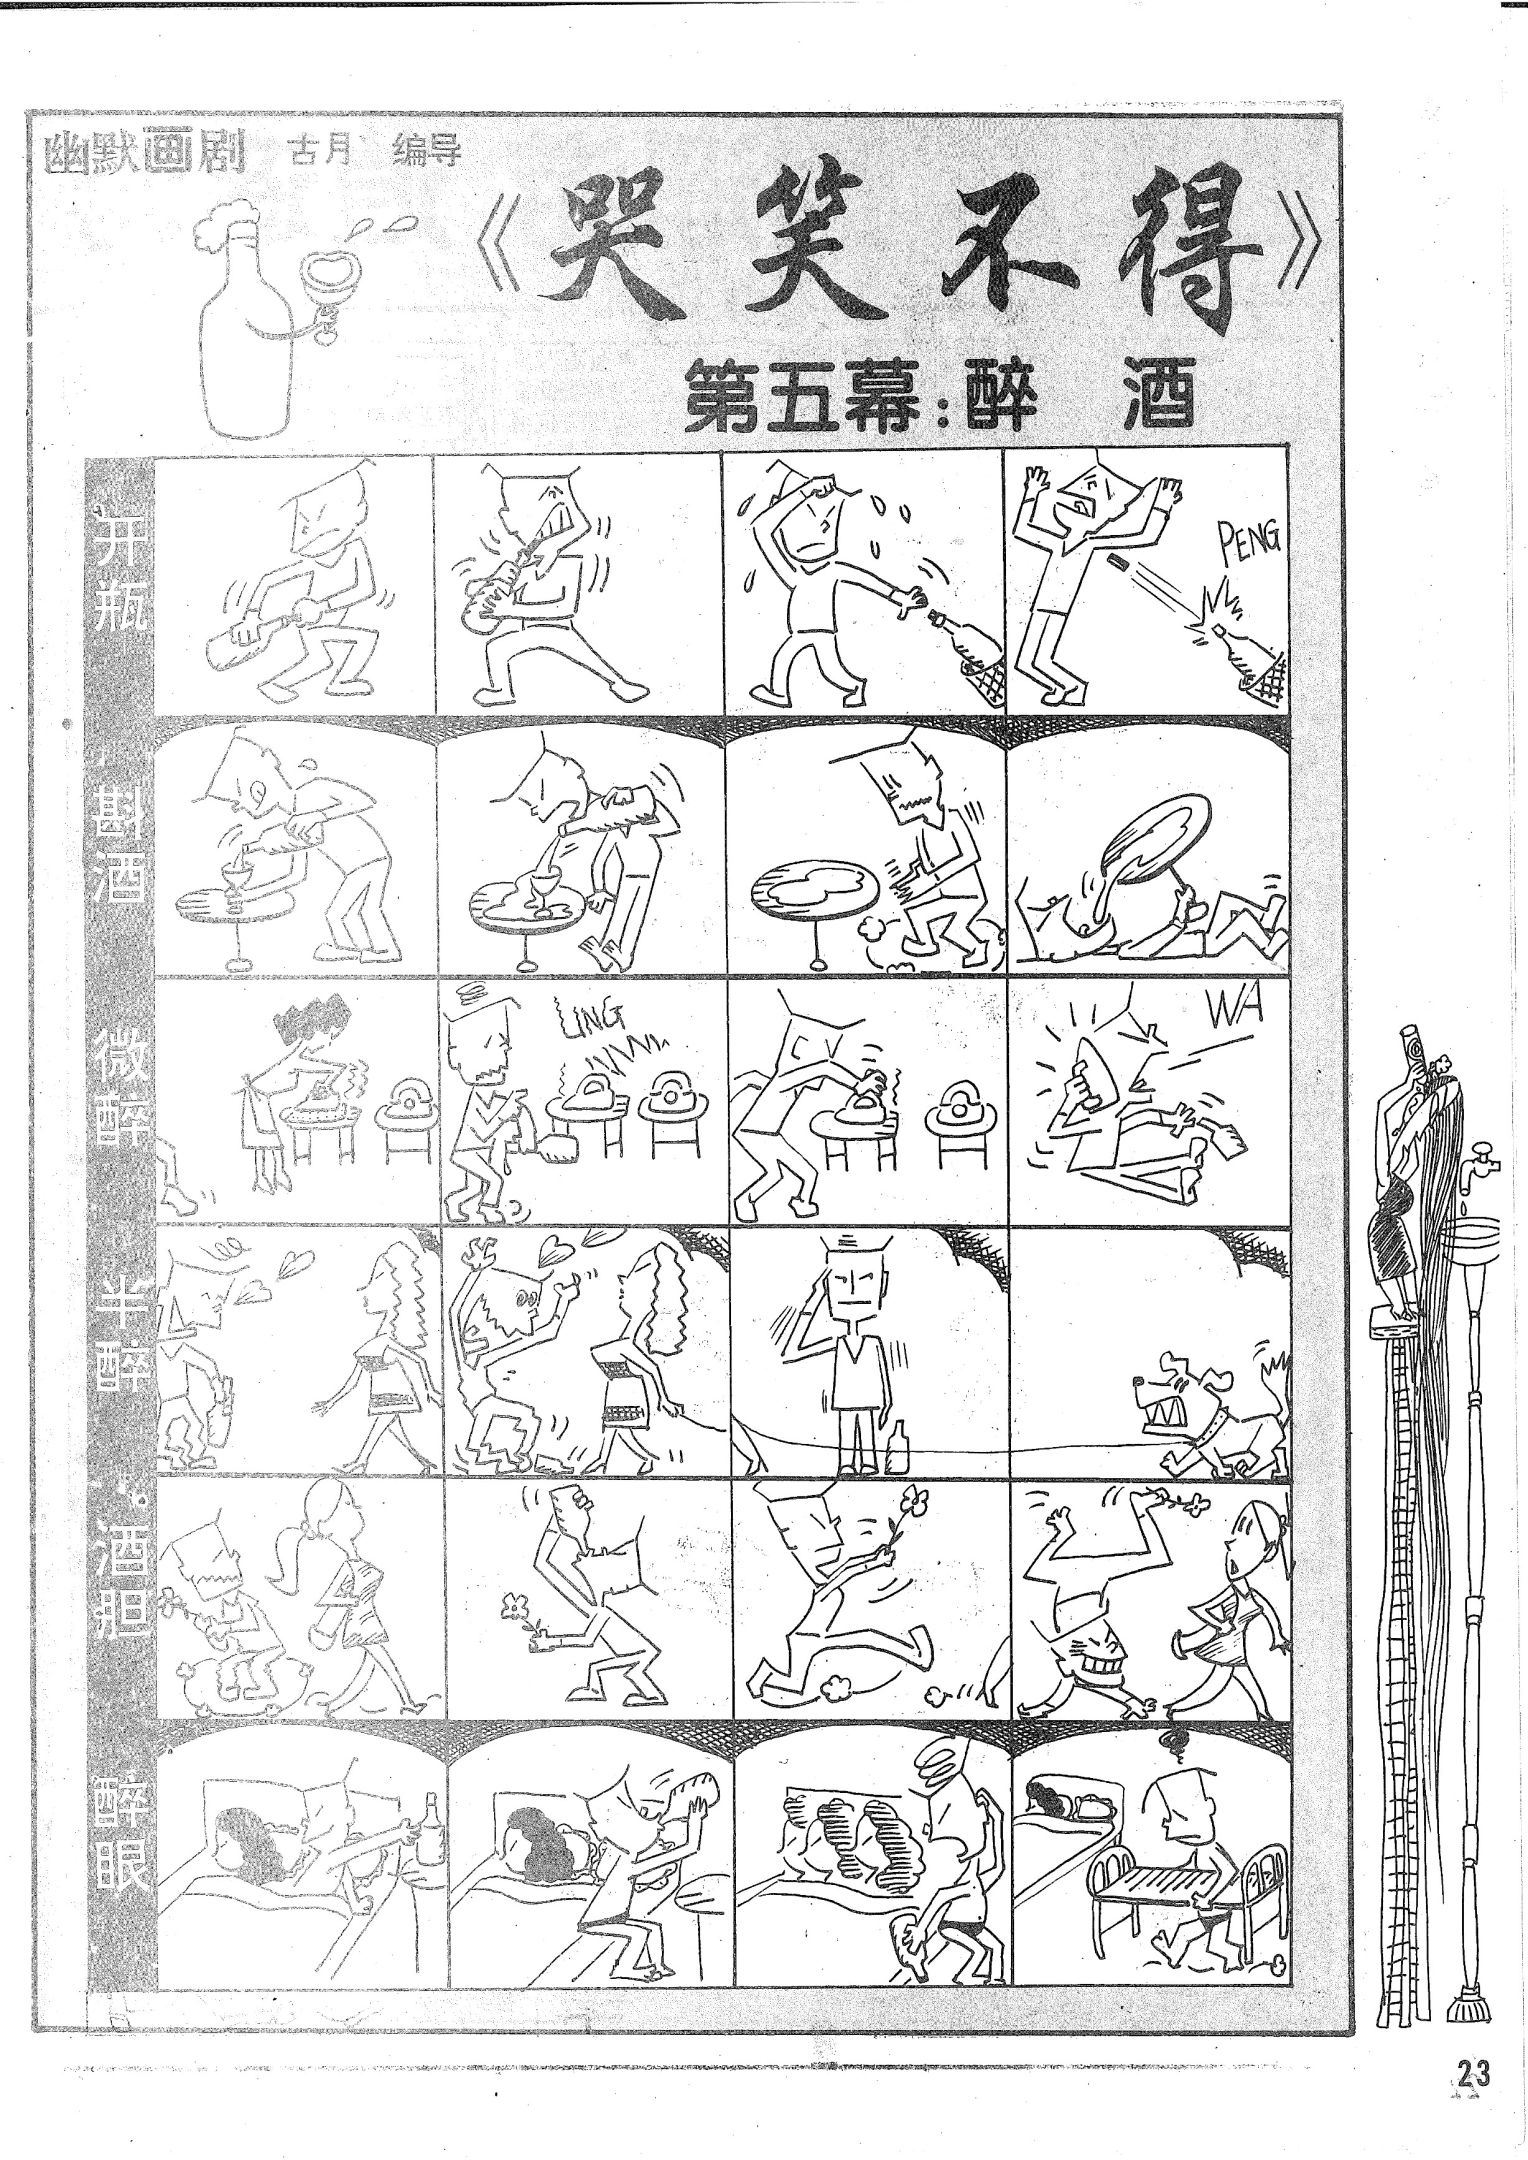 幽默画剧 古月 编导
《哭笑不得》
第五幕:醉 酒
开瓶
PENG
斟酒
微醉
LING
WA
半醉
酒胆
醉眼
23